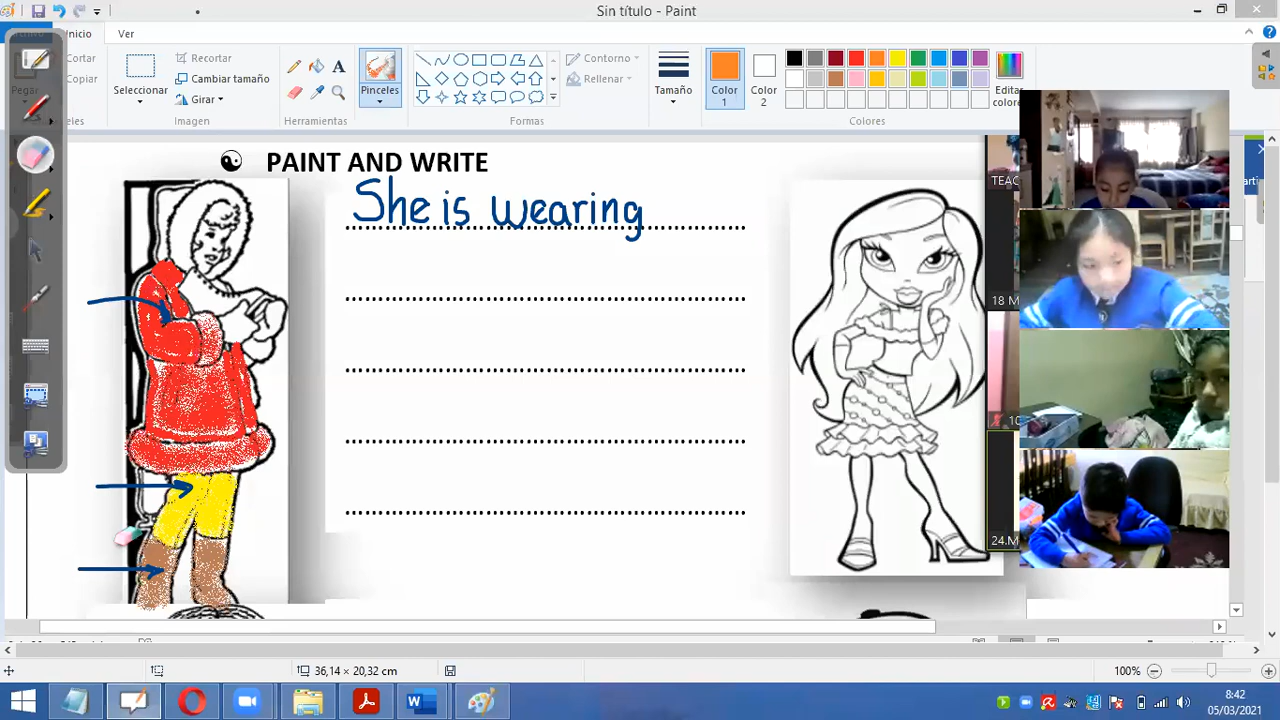 Sin título - Paint
Inicio
Ver
Pegar
Cortar
Copiar
Seleccionar
Recortar
Cambiar tamaño
Girar
Imagen
Herramientas
Pinceles
Contorno
Rellenar
Formas
Tamaño
Color 1
Color 2
Editar colores
Colores
PAINT AND WRITE
She is wearing
TEAC
18 M
10
24.M
36,14 × 20,32 cm
100%
8:42
05/03/2021